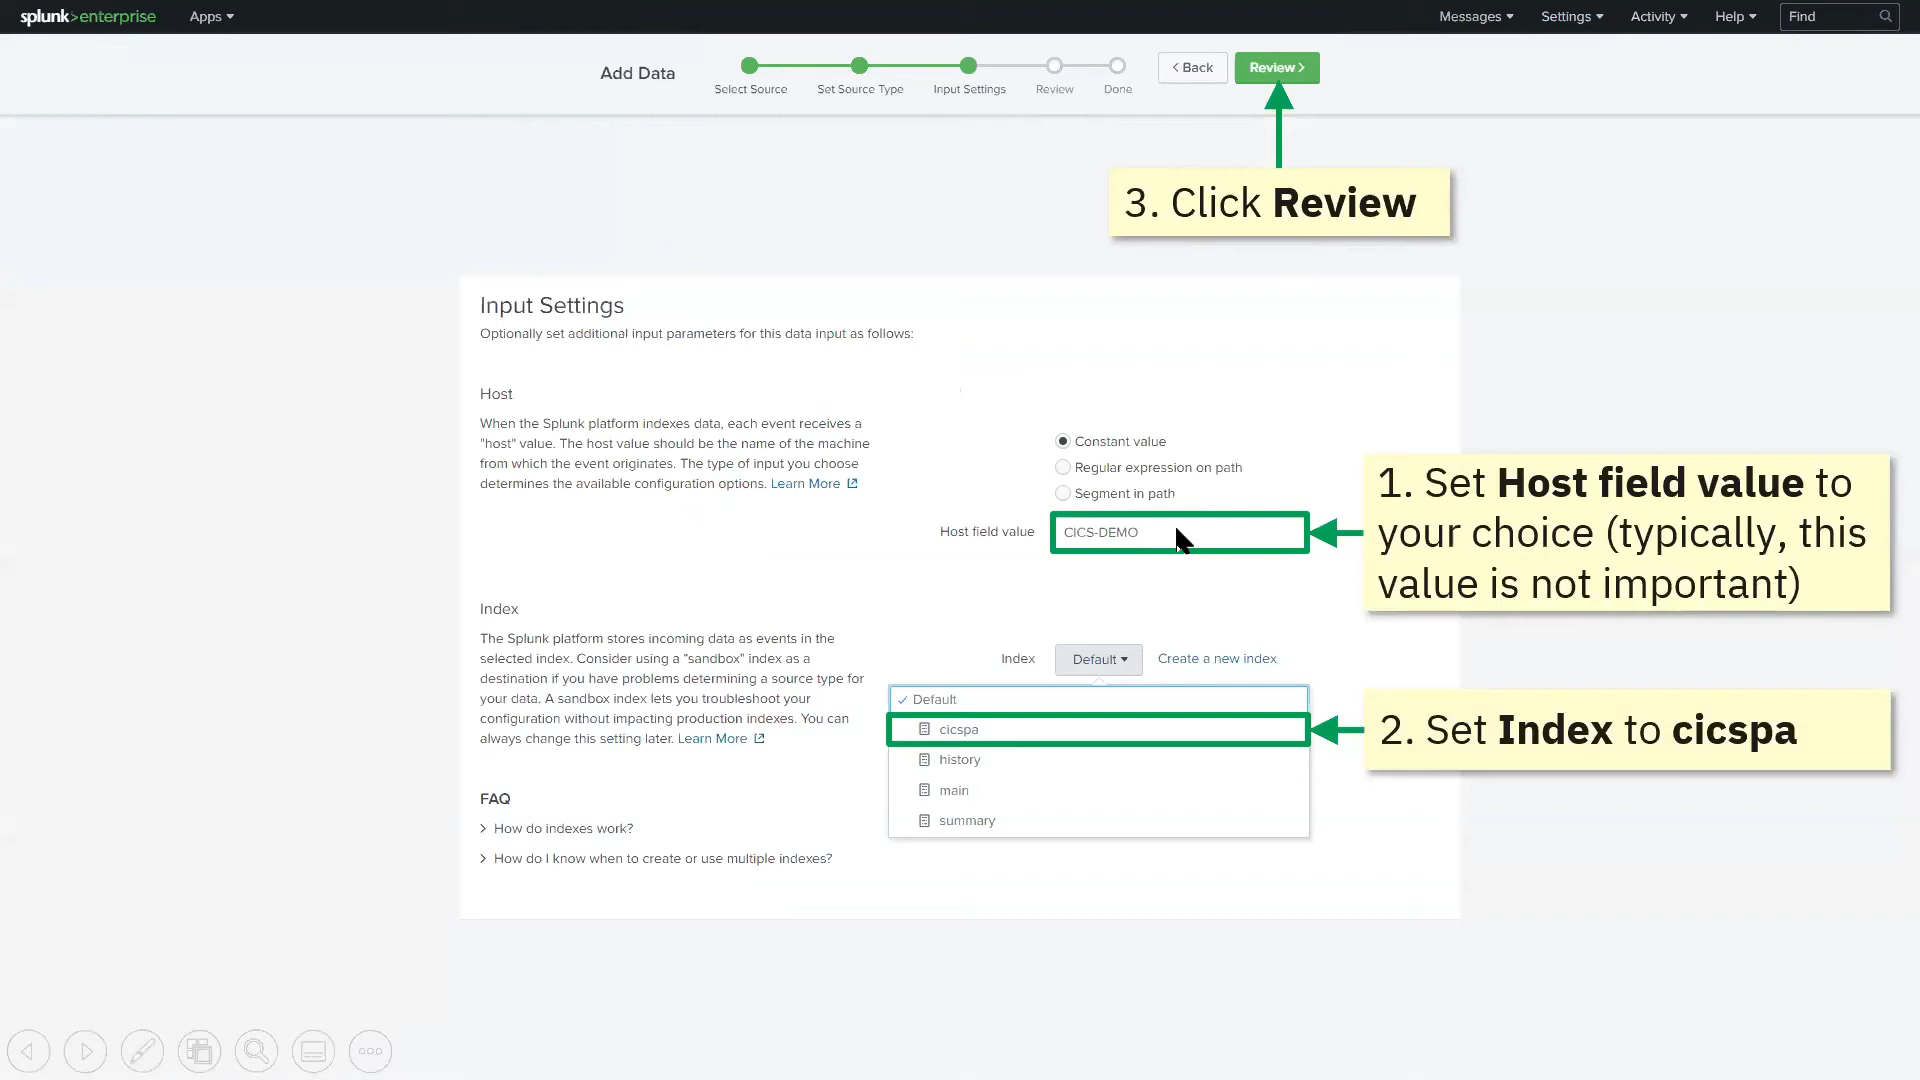 splunk>enterprise
Apps
Messages
Settings
Activity
Help
Find
Add Data
Select Source
Set Source Type
Input Settings
Review
Done
< Back
Review >
3. Click Review
Input Settings
Optionally set additional input parameters for this data input as follows:
Host
When the Splunk platform indexes data, each event receives a
"host" value. The host value should be the name of the machine
from which the event originates. The type of input you choose
determines the available configuration options. Learn More
Constant value
Regular expression on path
Segment in path
Host field value
CICS-DEMO
1. Set Host field value to
your choice (typically, this
value is not important)
Index
The Splunk platform stores incoming data as events in the
selected index. Consider using a "sandbox" index as a
destination if you have problems determining a source type for
your data. A sandbox index lets you troubleshoot your
configuration without impacting production indexes. You can
always change this setting later. Learn More
Index
Default
Create a new index
Default
cicspa
history
main
summary
2. Set Index to cicspa
FAQ
How do indexes work?
How do I know when to create or use multiple indexes?